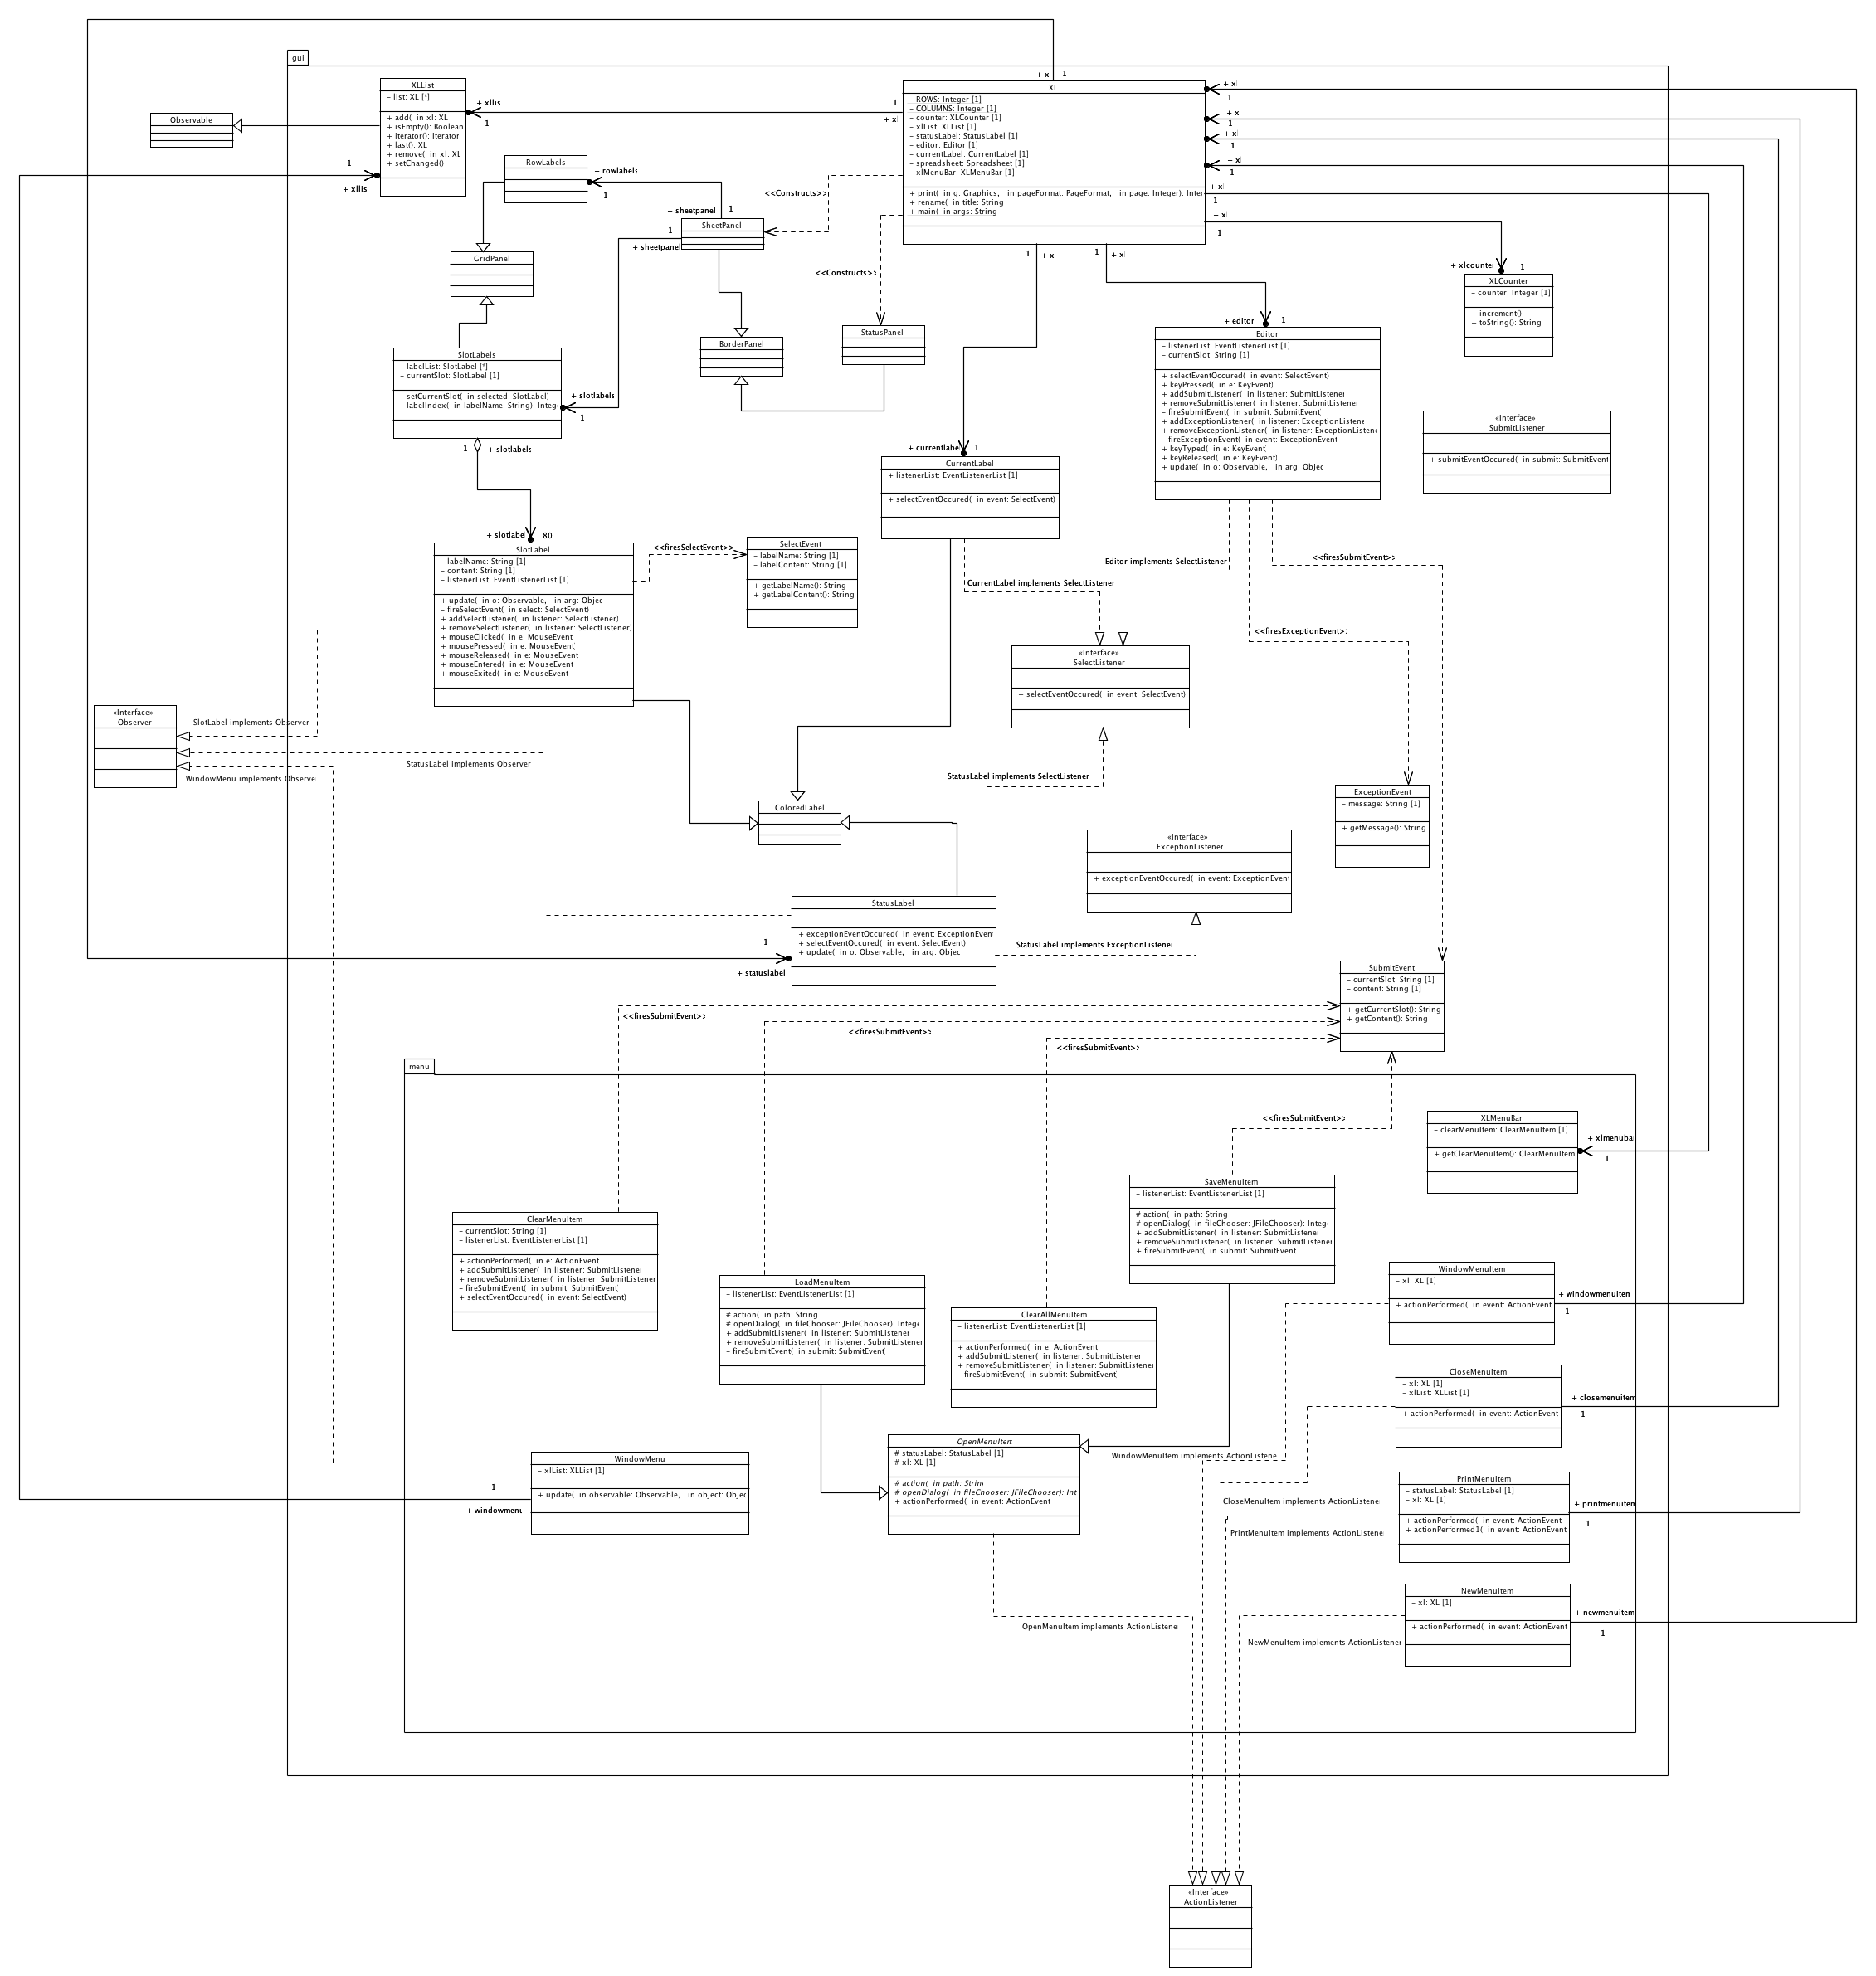 gui
+ x
1
XLList
– list: XL [*]
+ add( in xl: XL
+ isEmpty(): Boolean
+ iterator(): Iterator
+ last(): XL
+ remove( in xl: XL
+ setChanged()
+ xllis
1
1
+ x
Observable
1
+ xllis
XL
– ROWS: Integer [1]
– COLUMNS: Integer [1]
– counter: XLCounter [1]
– xlList: XLList [1]
– statusLabel: StatusLabel [1]
– editor: Editor [1
– currentLabel: CurrentLabel [1]
– spreadsheet: Spreadsheet [1]
– xlMenuBar: XLMenuBar [1]
+ print( in g: Graphics, in pageFormat: PageFormat, in page: Integer): Inte
+ rename( in title: String
+ main( in args: String
+ x
1
+ x
1
+ x
1
+ x
1
+ x
1
+ x
1
RowLabels
+ rowlabels
1
+ sheetpanel
1
SheetPanel
1
+ sheetpanel
<<Constructs>>
<<Constructs>>
GridPanel
1
+ x
1
+ x
+ xlcounte
1
XLCounter
– counter: Integer [1]
+ increment()
+ toString(): String
StatusPanel
BorderPanel
+ editor
1
Editor
– listenerList: EventListenerList [1]
– currentSlot: String [1]
+ selectEventOccured( in event: SelectEvent)
+ keyPressed( in e: KeyEvent)
+ addSubmitListener( in listener: SubmitListener
+ removeSubmitListener( in listener: SubmitListener
– fireSubmitEvent( in submit: SubmitEvent
+ addExceptionListener( in listener: ExceptionListene
+ removeExceptionListener( in listener: ExceptionListene
– fireExceptionEvent( in event: ExceptionEvent
+ keyTyped( in e: KeyEvent
+ keyReleased( in e: KeyEvent)
+ update( in o: Observable, in arg: Objec
SlotLabels
– labelList: SlotLabel [*]
– currentSlot: SlotLabel [1]
– setCurrentSlot( in selected: SlotLabel)
– labelIndex( in labelName: String): Integ
+ slotlabels
1
1
+ slotlabels
«Interface»
SubmitListener
+ submitEventOccured( in submit: SubmitEvent
+ currentlabe
1
CurrentLabel
+ listenerList: EventListenerList [1]
+ selectEventOccured( in event: SelectEvent)
+ slotlabe
80
SlotLabel
– labelName: String [1]
– content: String [1]
– listenerList: EventListenerList [1]
+ update( in o: Observable, in arg: Objec
– fireSelectEvent( in select: SelectEvent)
+ addSelectListener( in listener: SelectListener)
+ removeSelectListener( in listener: SelectListener)
+ mouseClicked( in e: MouseEvent
+ mousePressed( in e: MouseEvent
+ mouseReleased( in e: MouseEvent
+ mouseEntered( in e: MouseEvent
+ mouseExited( in e: MouseEvent
<<firesSelectEvent>>
SelectEvent
– labelName: String [1]
– labelContent: String [1]
+ getLabelName(): String
+ getLabelContent(): String
Editor implements SelectListener
CurrentLabel implements SelectListener
<<firesSubmitEvent>>
<<firesExceptionEvent>>
«Interface»
SelectListener
+ selectEventOccured( in event: SelectEvent)
«Interface»
Observer
SlotLabel implements Observer
StatusLabel implements Observer
WindowMenu implements Observe
StatusLabel implements SelectListener
ColoredLabel
ExceptionEvent
– message: String [1]
+ getMessage(): String
«Interface»
ExceptionListener
+ exceptionEventOccured( in event: ExceptionEven
StatusLabel
+ exceptionEventOccured( in event: ExceptionEven
+ selectEventOccured( in event: SelectEvent)
+ update( in o: Observable, in arg: Objec
1
+ statuslabel
StatusLabel implements ExceptionListener
SubmitEvent
– currentSlot: String [1]
– content: String [1]
+ getCurrentSlot(): String
+ getContent(): String
<<firesSubmitEvent>>
<<firesSubmitEvent>>
<<firesSubmitEvent>>
menu
<<firesSubmitEvent>>
XLMenuBar
– clearMenuItem: ClearMenuItem [1]
+ getClearMenuItem(): ClearMenuItem
+ xlmenuba
1
SaveMenuItem
– listenerList: EventListenerList [1]
# action( in path: String
# openDialog( in fileChooser: JFileChooser): Intege
+ addSubmitListener( in listener: SubmitListener
+ removeSubmitListener( in listener: SubmitListener
+ fireSubmitEvent( in submit: SubmitEvent
ClearMenuItem
– currentSlot: String [1]
– listenerList: EventListenerList [1]
+ actionPerformed( in e: ActionEvent
+ addSubmitListener( in listener: SubmitListener
+ removeSubmitListener( in listener: SubmitListener
– fireSubmitEvent( in submit: SubmitEvent
+ selectEventOccured( in event: SelectEvent)
LoadMenuItem
– listenerList: EventListenerList [1]
# action( in path: String
# openDialog( in fileChooser: JFileChooser): Intege
+ addSubmitListener( in listener: SubmitListener
+ removeSubmitListener( in listener: SubmitListener
– fireSubmitEvent( in submit: SubmitEvent
ClearAllMenuItem
– listenerList: EventListenerList [1]
+ actionPerformed( in e: ActionEvent
+ addSubmitListener( in listener: SubmitListener
+ removeSubmitListener( in listener: SubmitListener
– fireSubmitEvent( in submit: SubmitEvent
WindowMenuItem
– xl: XL [1]
+ actionPerformed( in event: ActionEvent
+ windowmenuiten
1
CloseMenuItem
– xl: XL [1]
– xlList: XLList [1]
+ actionPerformed( in event: ActionEvent
+ closemenuitem
1
OpenMenuItem
# statusLabel: StatusLabel [1]
# xl: XL [1]
# action( in path: String
# openDialog( in fileChooser: JFileChooser): Int
+ actionPerformed( in event: ActionEvent
WindowMenuItem implements ActionListene
WindowMenu
– xlList: XLList [1]
+ update( in observable: Observable, in object: Objec
1
+ windowmenu
PrintMenuItem
– statusLabel: StatusLabel [1]
– xl: XL [1]
+ actionPerformed( in event: ActionEvent
+ actionPerformed1( in event: ActionEvent
+ printmenuitem
1
CloseMenuItem implements ActionListene
PrintMenuItem implements ActionListene
NewMenuItem
– xl: XL [1]
+ actionPerformed( in event: ActionEvent
+ newmenuitem
1
OpenMenuItem implements ActionListene
NewMenuItem implements ActionListener
«Interface»
ActionListener